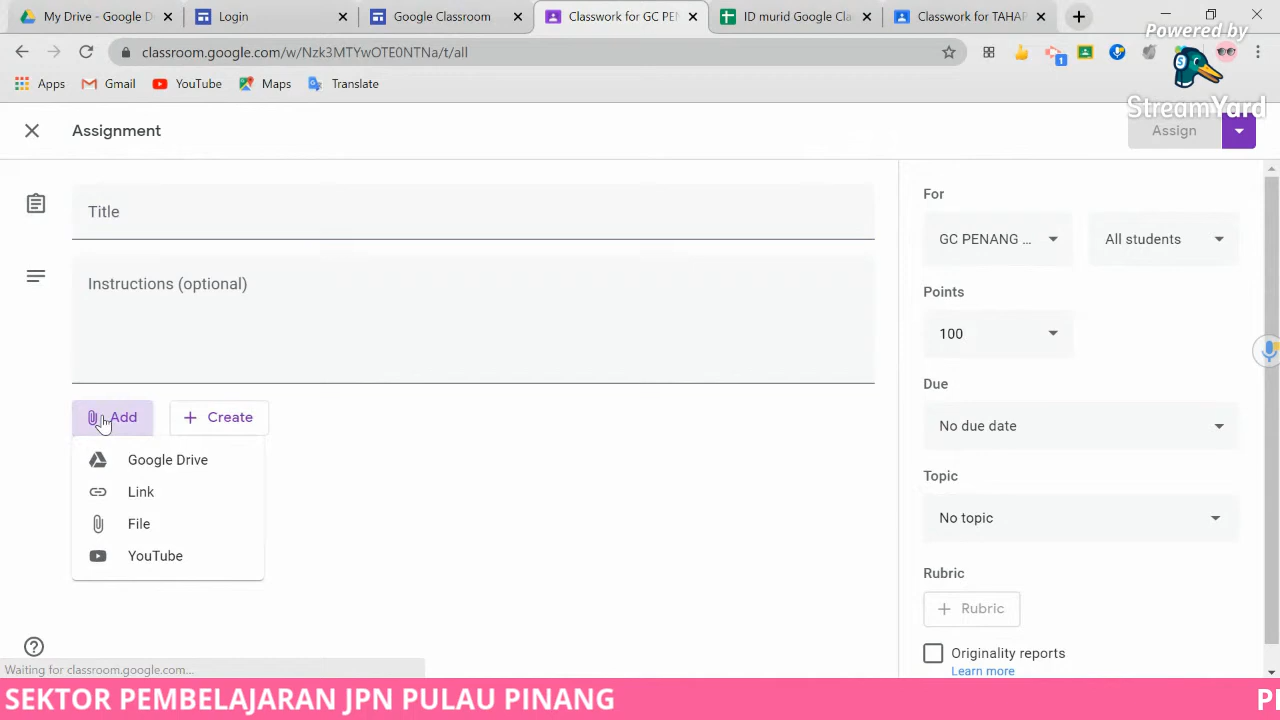 My Drive - Google D
Login
Google Classroom
Classwork for GC PEN
ID murid Google Cla
Classwork for TAHAP
classroom.google.com/w/Nzk3MTYwOTE0NTNa/t/all
Powered by
StreamYard
Apps
Gmail
YouTube
Maps
Translate
1
Assignment
Assign
Title
Instructions (optional)
Add
Create
Google Drive
Link
File
YouTube
For
GC PENANG ...
All students
Points
100
Due
No due date
Topic
No topic
Rubric
Rubric
Originality reports
Learn more
Waiting for classroom.google.com...
SEKTOR PEMBELAJARAN JPN PULAU PINANG